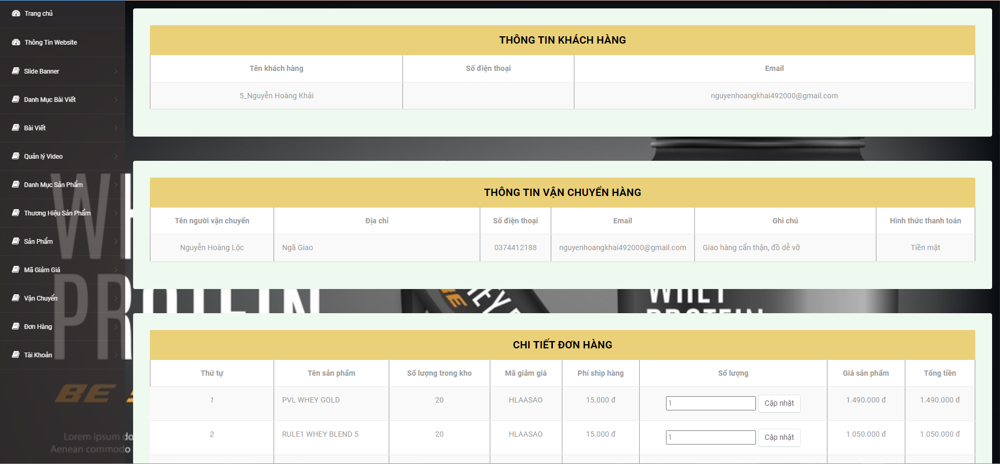 Trang chủ
Thông Tin Website
Slide Banner
Danh Mục Bài Viết
Bài Viết
Quản lý Video
Danh Mục Sản Phẩm
Thương Hiệu Sản Phẩm
Sản Phẩm
Mã Giảm Giá
Vận Chuyển
Đơn Hàng
Tài Khoản
THÔNG TIN KHÁCH HÀNG
Tên khách hàng Số điện thoại Email
5_Nguyễn Hoàng Khải nguyenhoangkhai492000@gmail.com
THÔNG TIN VẬN CHUYỂN HÀNG
Tên người vận chuyển Địa chỉ Số điện thoại Email Ghi chú Hình thức thanh toán
Nguyễn Hoàng Lộc Ngã Giao 0374412188 nguyenhoangkhai492000@gmail.com Giao hàng cẩn thận, đồ dễ vỡ Tiền mặt
CHI TIẾT ĐƠN HÀNG
Thứ tự Tên sản phẩm Số lượng trong kho Mã giảm giá Phí ship hàng Số lượng Giá sản phẩm Tổng tiền
1 PVL WHEY GOLD 20 HLAASAO 15.000 đ 1 Cập nhật 1.490.000 đ 1.490.000 đ
2 RULE1 WHEY BLEND 5 20 HLAASAO 15.000 đ 1 Cập nhật 1.050.000 đ 1.050.000 đ
WHEY
PROTEIN
PROTEIN
BE
Lorem ipsum do
Aenean commodo